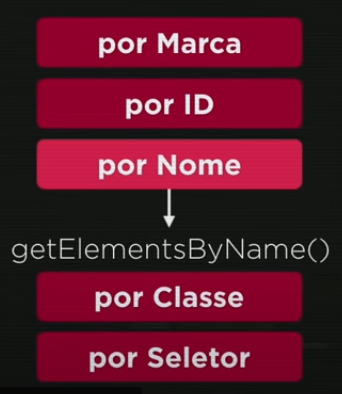 por Marca
por ID
por Nome
getElementsByName()
por Classe
por Seletor